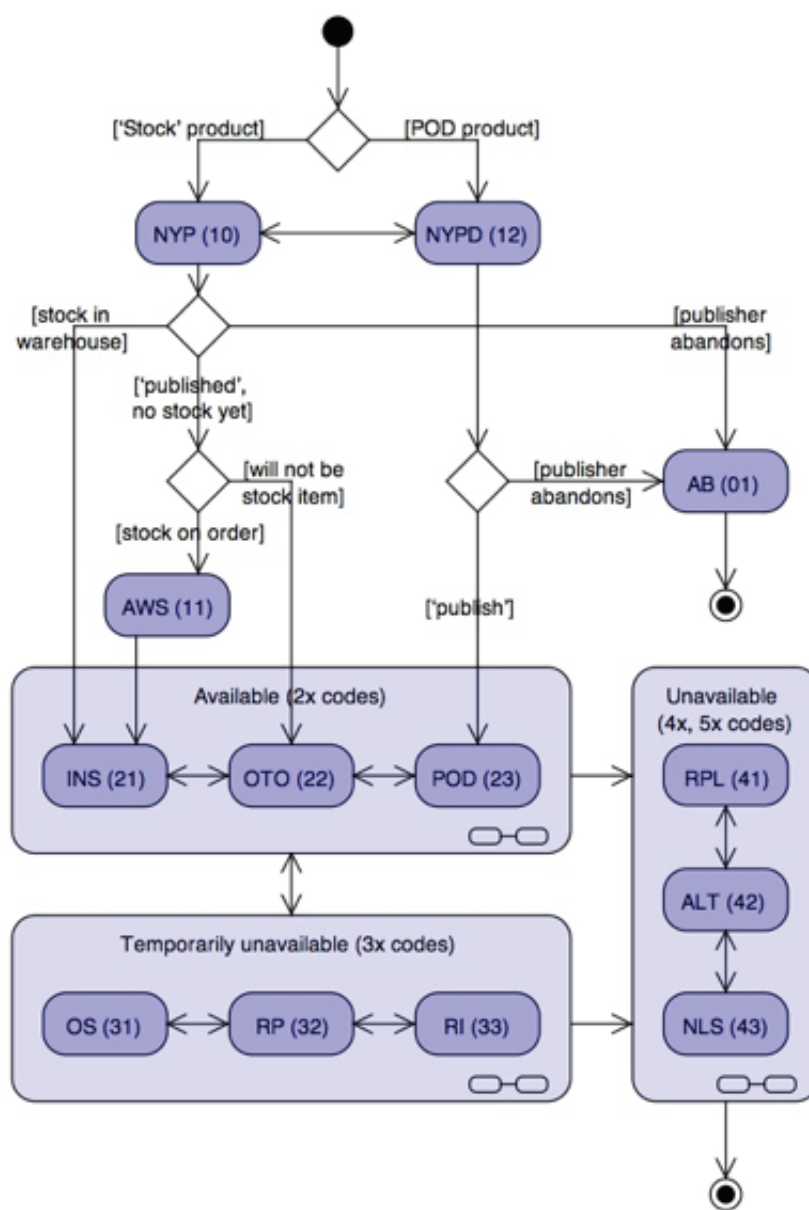 ['Stock' product]
[POD product]
NYP (10)
NYPD (12)
[stock in
warehouse]
[publisher
abandons]
['published',
no stock yet]
[will not be
stock item]
[publisher
abandons]
AB (01)
[stock on order]
AWS (11)
['publish']
Available (2x codes)
Unavailable
(4x, 5x codes)
INS (21)
OTO (22)
POD (23)
RPL (41)
ALT (42)
Temporarily unavailable (3x codes)
OS (31)
RP (32)
RI (33)
NLS (43)